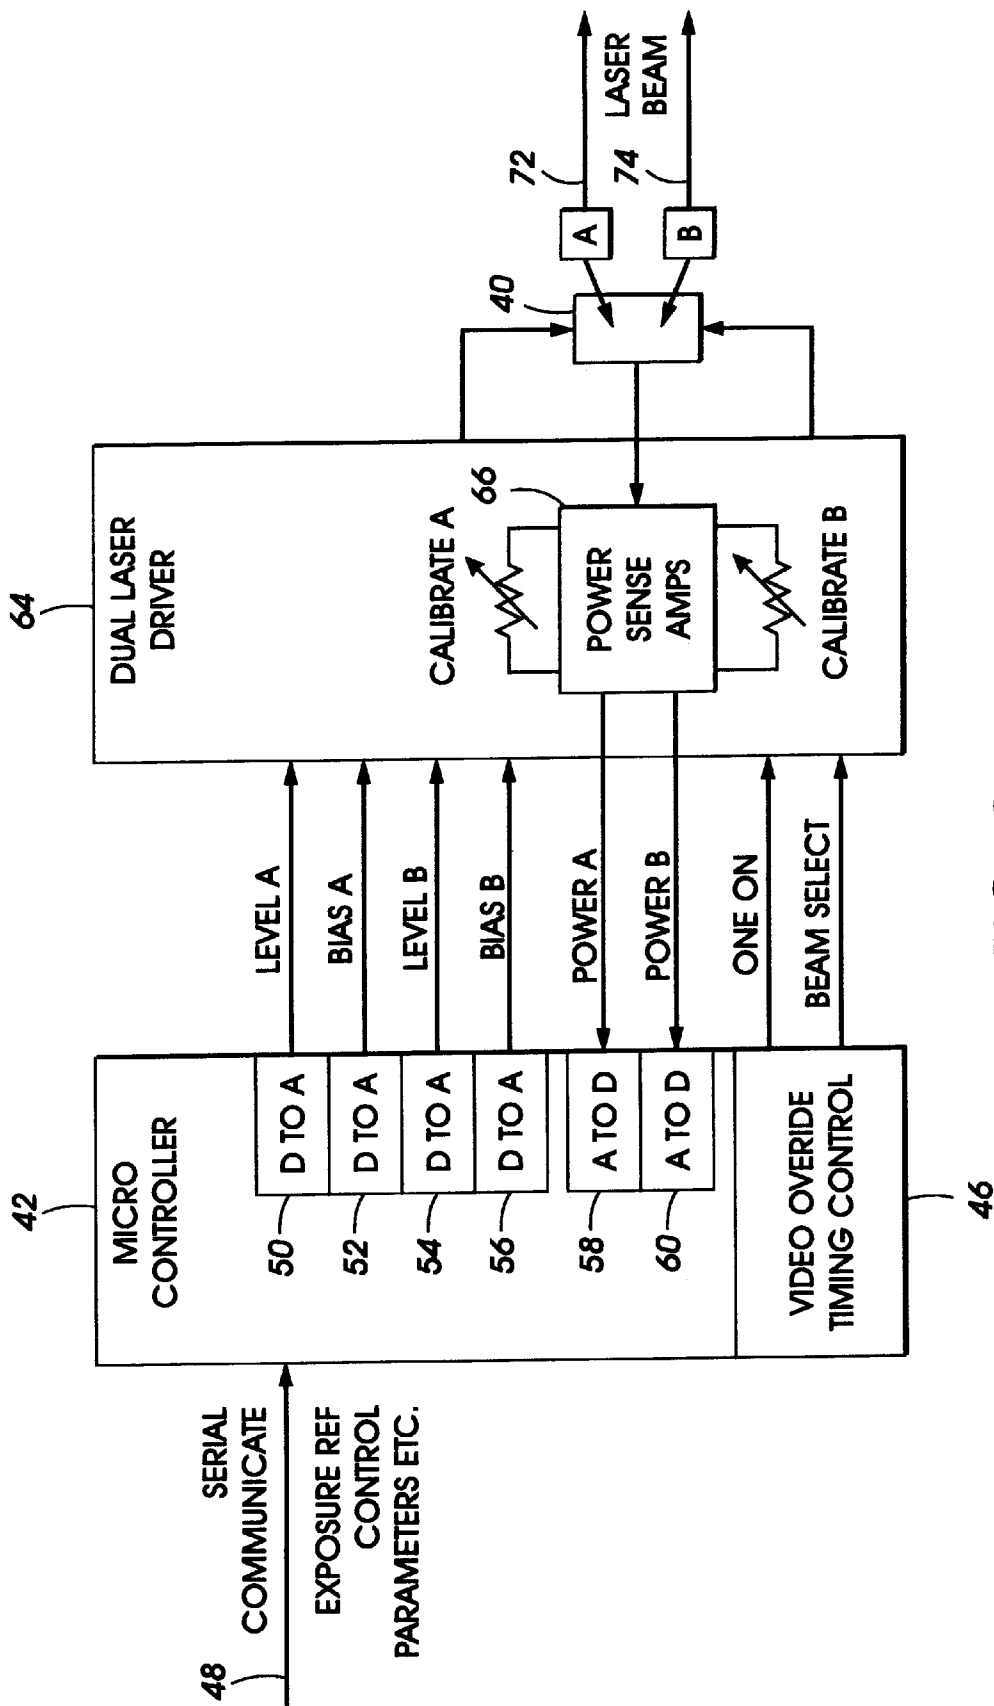 48
SERIAL
COMMUNICATE
EXPOSURE REF
CONTROL
PARAMETERS ETC.
42
MICRO
CONTROLLER
50
D TO A
52
D TO A
54
D TO A
56
D TO A
58
A TO D
60
A TO D
VIDEO OVERIDE
TIMING CONTROL
46
LEVEL A
BIAS A
LEVEL B
BIAS B
POWER A
POWER B
ONE ON
BEAM SELECT
64
DUAL LASER
DRIVER
CALIBRATE A
66
POWER
SENSE
AMPS
CALIBRATE B
40
A
B
72
74
LASER
BEAM